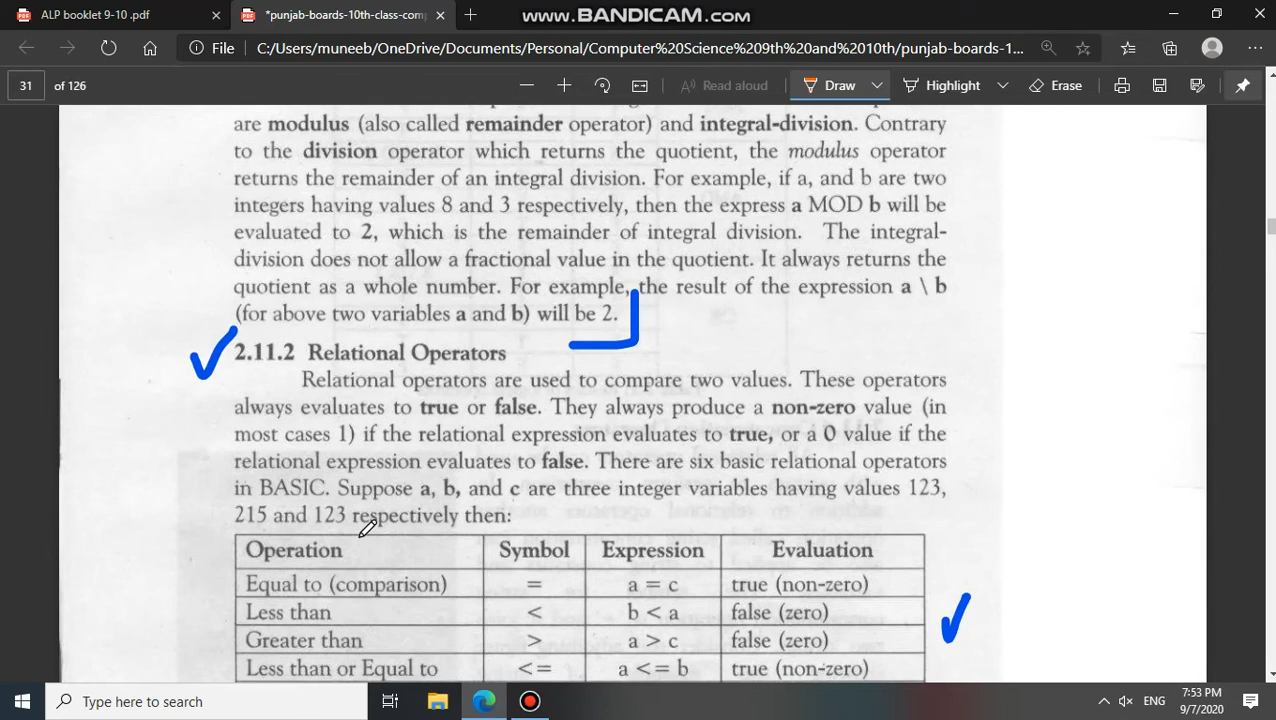 ALP booklet 9-10 .pdf
*punjab-boards-10th-class-com
www.BANDICAM.com
File
C:/Users/muneeb/OneDrive/Documents/Personal/Computer%20Science%209th%20and%2010th/punjab-boards-1...
31 of 126
Read aloud
Draw
Highlight
Erase
are modulus (also called remainder operator) and integral-division. Contrary
to the division operator which returns the quotient, the modulus operator
returns the remainder of an integral division. For example, if a, and b are two
integers having values 8 and 3 respectively, then the express a MOD b will be
evaluated to 2, which is the remainder of integral division. The integral-
division does not allow a fractional value in the quotient. It always returns the
quotient as a whole number. For example, the result of the expression a \ b
(for above two variables a and b) will be 2.
2.11.2 Relational Operators
Relational operators are used to compare two values. These operators
always evaluates to true or false. They always produce a non-zero value (in
most cases 1) if the relational expression evaluates to true, or a 0 value if the
relational expression evaluates to false. There are six basic relational operators
in BASIC. Suppose a, b, and c are three integer variables having values 123,
215 and 123 respectively then:
Operation Symbol Expression Evaluation
Equal to (comparison) = a = c true (non-zero)
Less than < b < a false (zero)
Greater than > a > c false (zero)
Less than or Equal to <= a <= b true (non-zero)
Type here to search
ENG
7:53 PM
9/7/2020